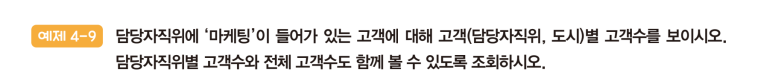 예제 4-9 담당자직위에 ‘마케팅’이 들어가 있는 고객에 대해 고객(담당자직위, 도시)별 고객수를 보이시오.
담당자직위별 고객수와 전체 고객수도 함께 볼 수 있도록 조회하시오.